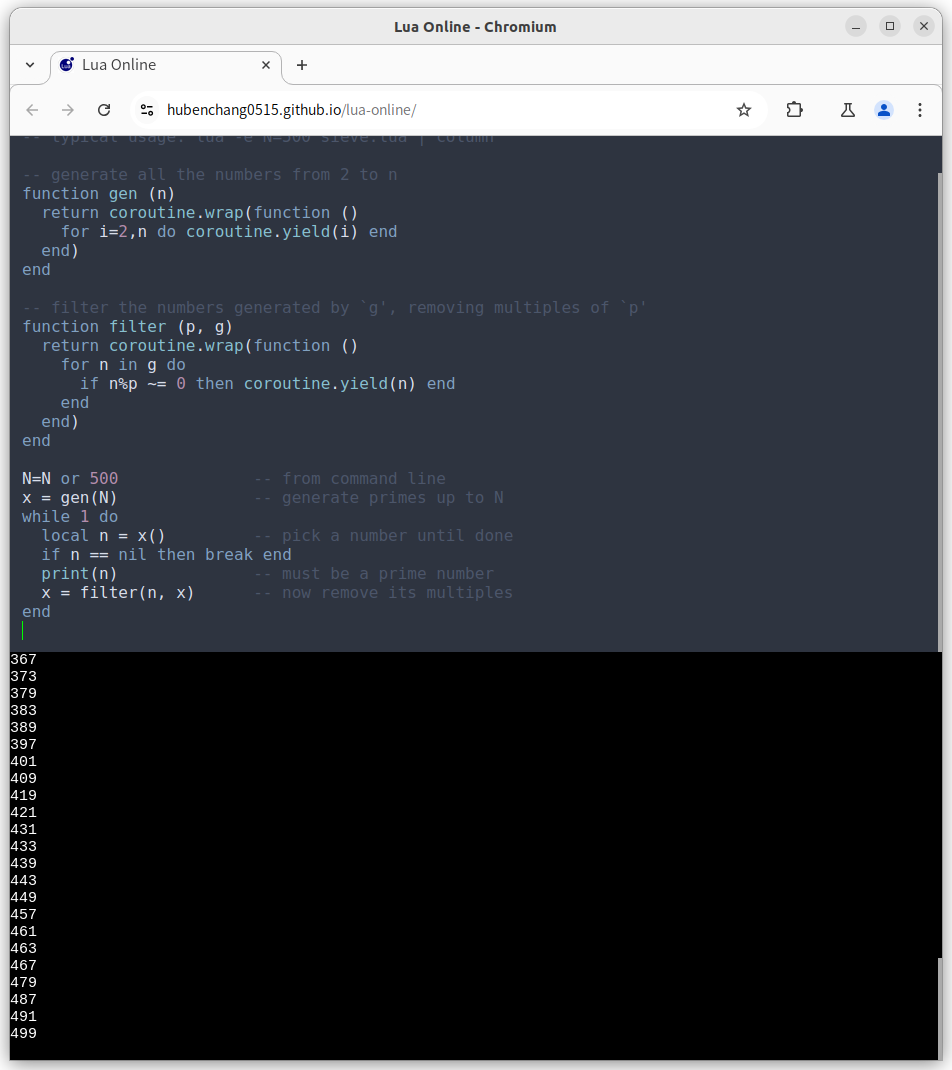 Lua Online - Chromium
Lua Online
hubenchang0515.github.io/lua-online/
-- typical usage: lua -e N=500 sieve.lua | column
-- generate all the numbers from 2 to n
function gen (n)
  return coroutine.wrap(function ()
    for i=2,n do coroutine.yield(i) end
  end)
end
-- filter the numbers generated by `g', removing multiples of `p'
function filter (p, g)
  return coroutine.wrap(function ()
    for n in g do
      if n%p ~= 0 then coroutine.yield(n) end
    end
  end)
end
N=N or 500              -- from command line
x = gen(N)              -- generate primes up to N
while 1 do
  local n = x()         -- pick a number until done
  if n == nil then break end
  print(n)              -- must be a prime number
  x = filter(n, x)      -- now remove its multiples
end
367
373
379
383
389
397
401
409
419
421
431
433
439
443
449
457
461
463
467
479
487
491
499